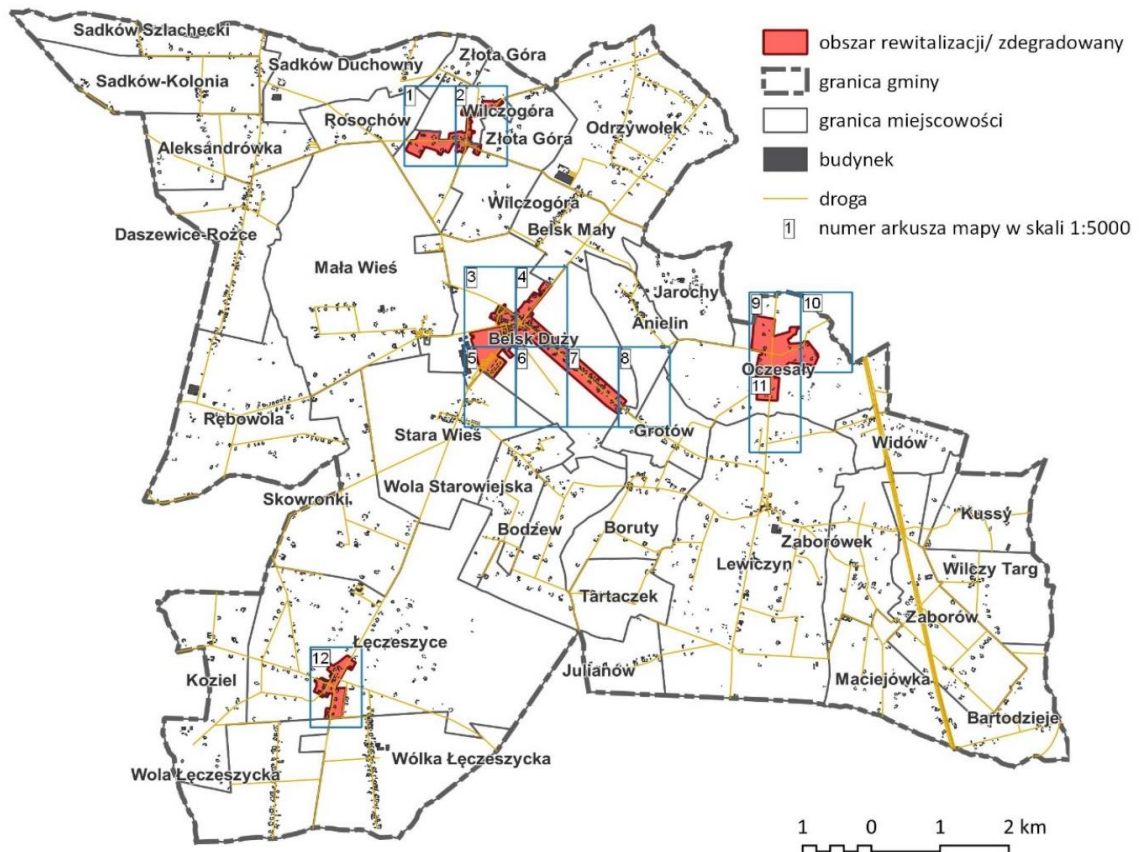 Sadków Szlachecki
Złota Góra
obszar rewitalizacji/ zdegradowany
Sadków Duchowny
Sadków-Kolonia
granica gminy
1
2
Wilczogóra
Rosochów
granica miejscowości
Odrzywołek
Złota Góra
Aleksandrówka
budynek
droga
Wilczogóra
1
numer arkusza mapy w skali 1:5000
Belsk Mały
Daszewice-Rożce
Mała Wieś
3
4
Jarochy
9
10
Anielin
Belsk Duży
5
6
7
8
Oczesały
11
Rębowola
Stara Wieś
Grotów
Widów
Wola Starowiejska
Skowronki
Kussy
Bodzew
Boruty
Zaborówek
Lewiczyn
Wilczy Targ
Tartaczek
Zaborów
Łęczeszyce
12
Julianów
Koziel
Maciejówka
Bartodzieje
Wólka Łęczeszycka
Wola Łęczeszycka
1 0 1 2 km